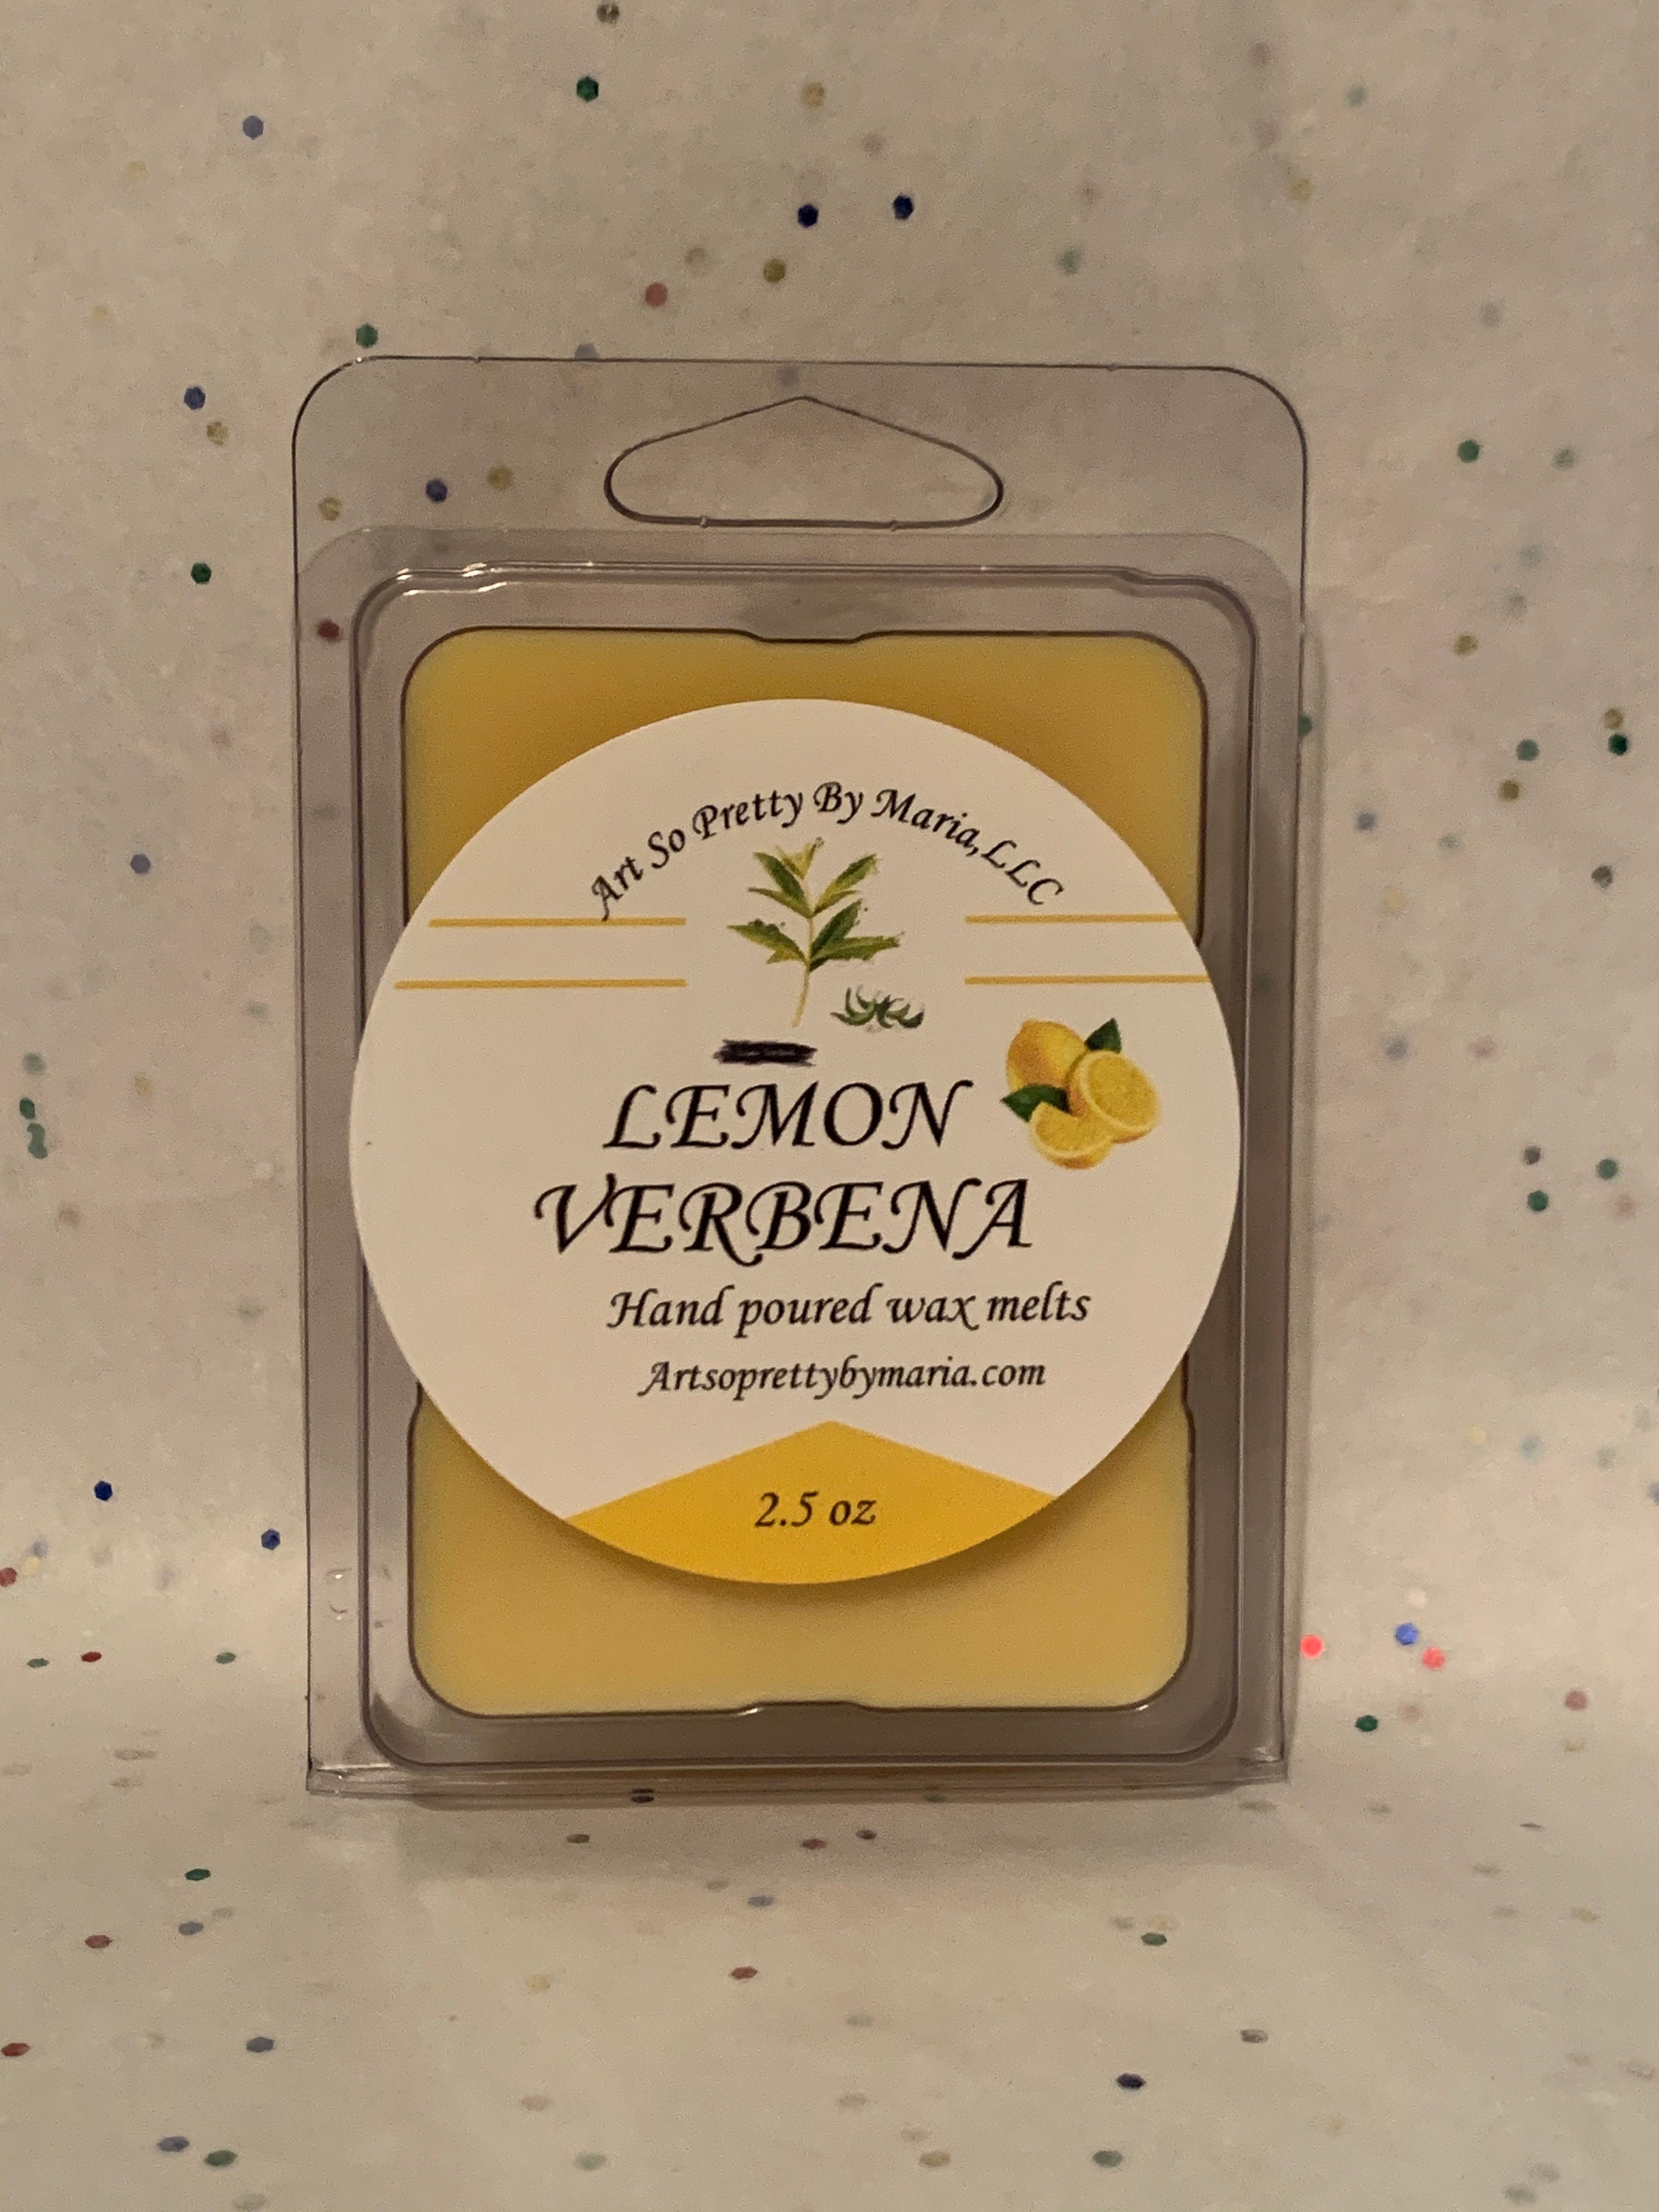 Art So Pretty By Maria,LLC
LEMON
VERBENA
Hand poured wax melts
Artsoprettybymaria.com
2.5 oz